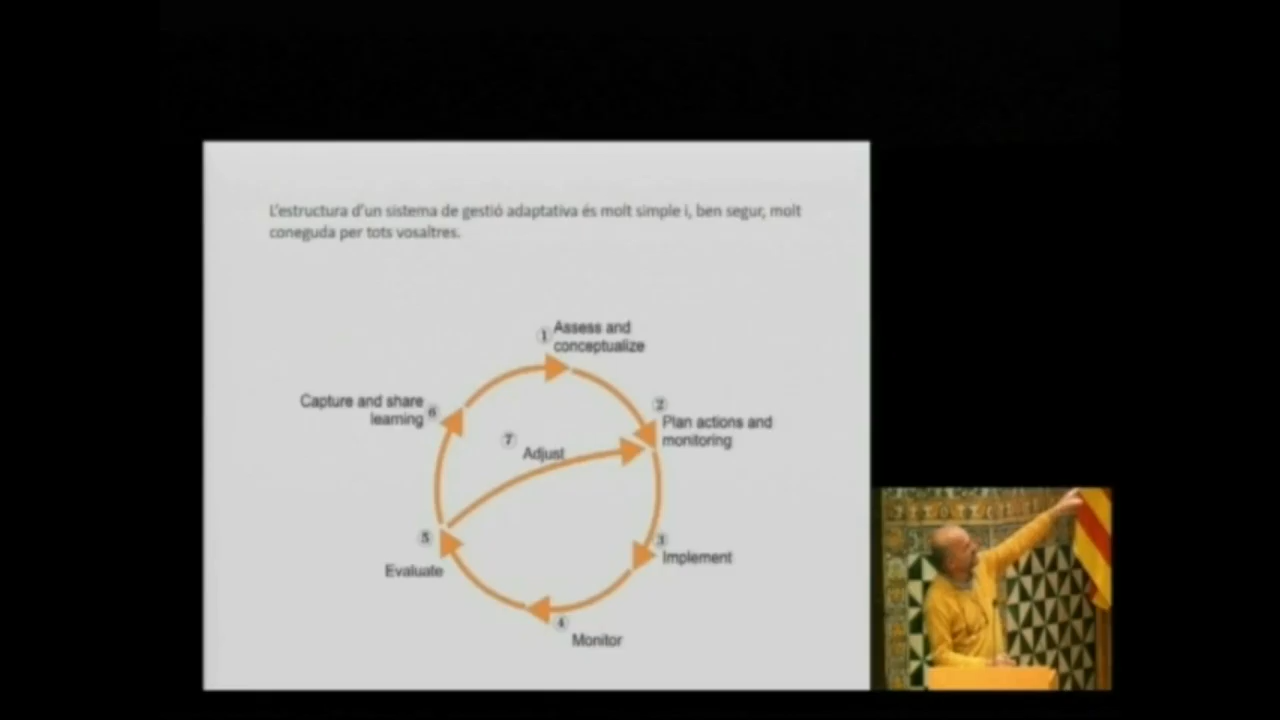 L'estructura d'un sistema de gestió adaptativa és molt simple i, ben segur, molt
coneguda per tots vosaltres.
1 Assess and
conceptualize
2
Plan actions and
monitoring
3
Implement
4
Monitor
5
Evaluate
Capture and share
learning 6
7
Adjust